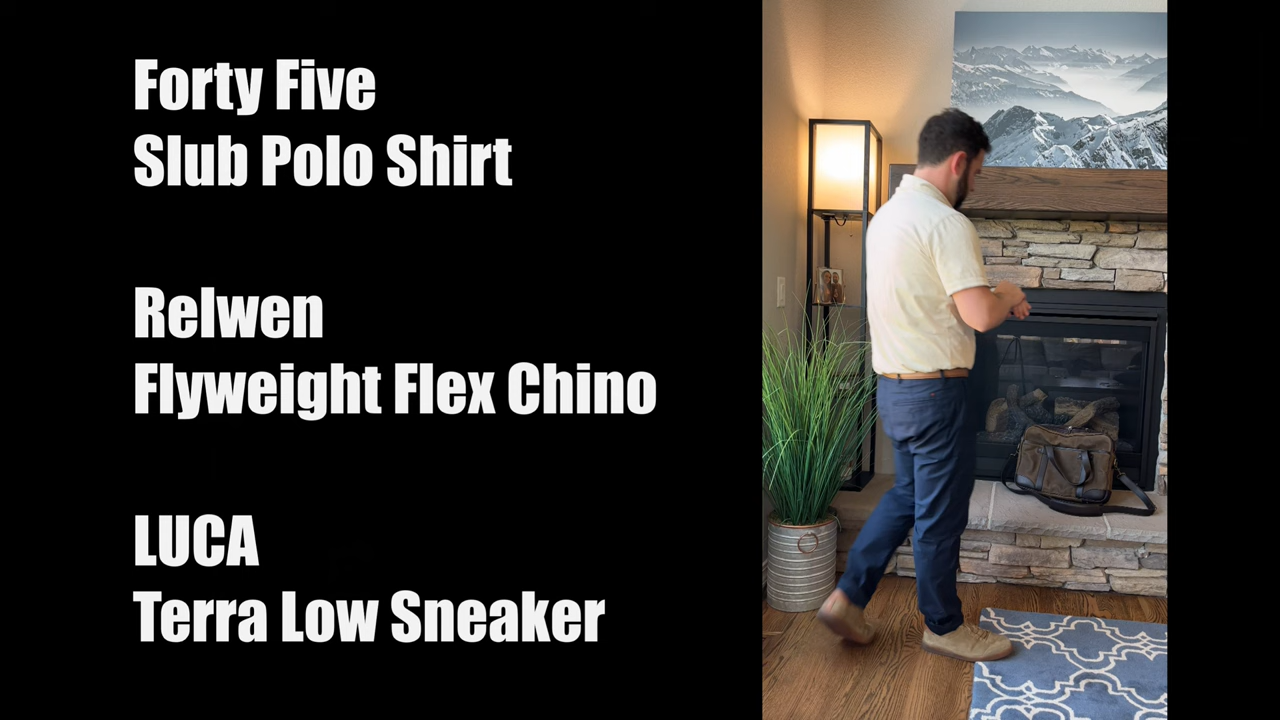 Forty Five
Slub Polo Shirt
Relwen
Flyweight Flex Chino
LUCA
Terra Low Sneaker